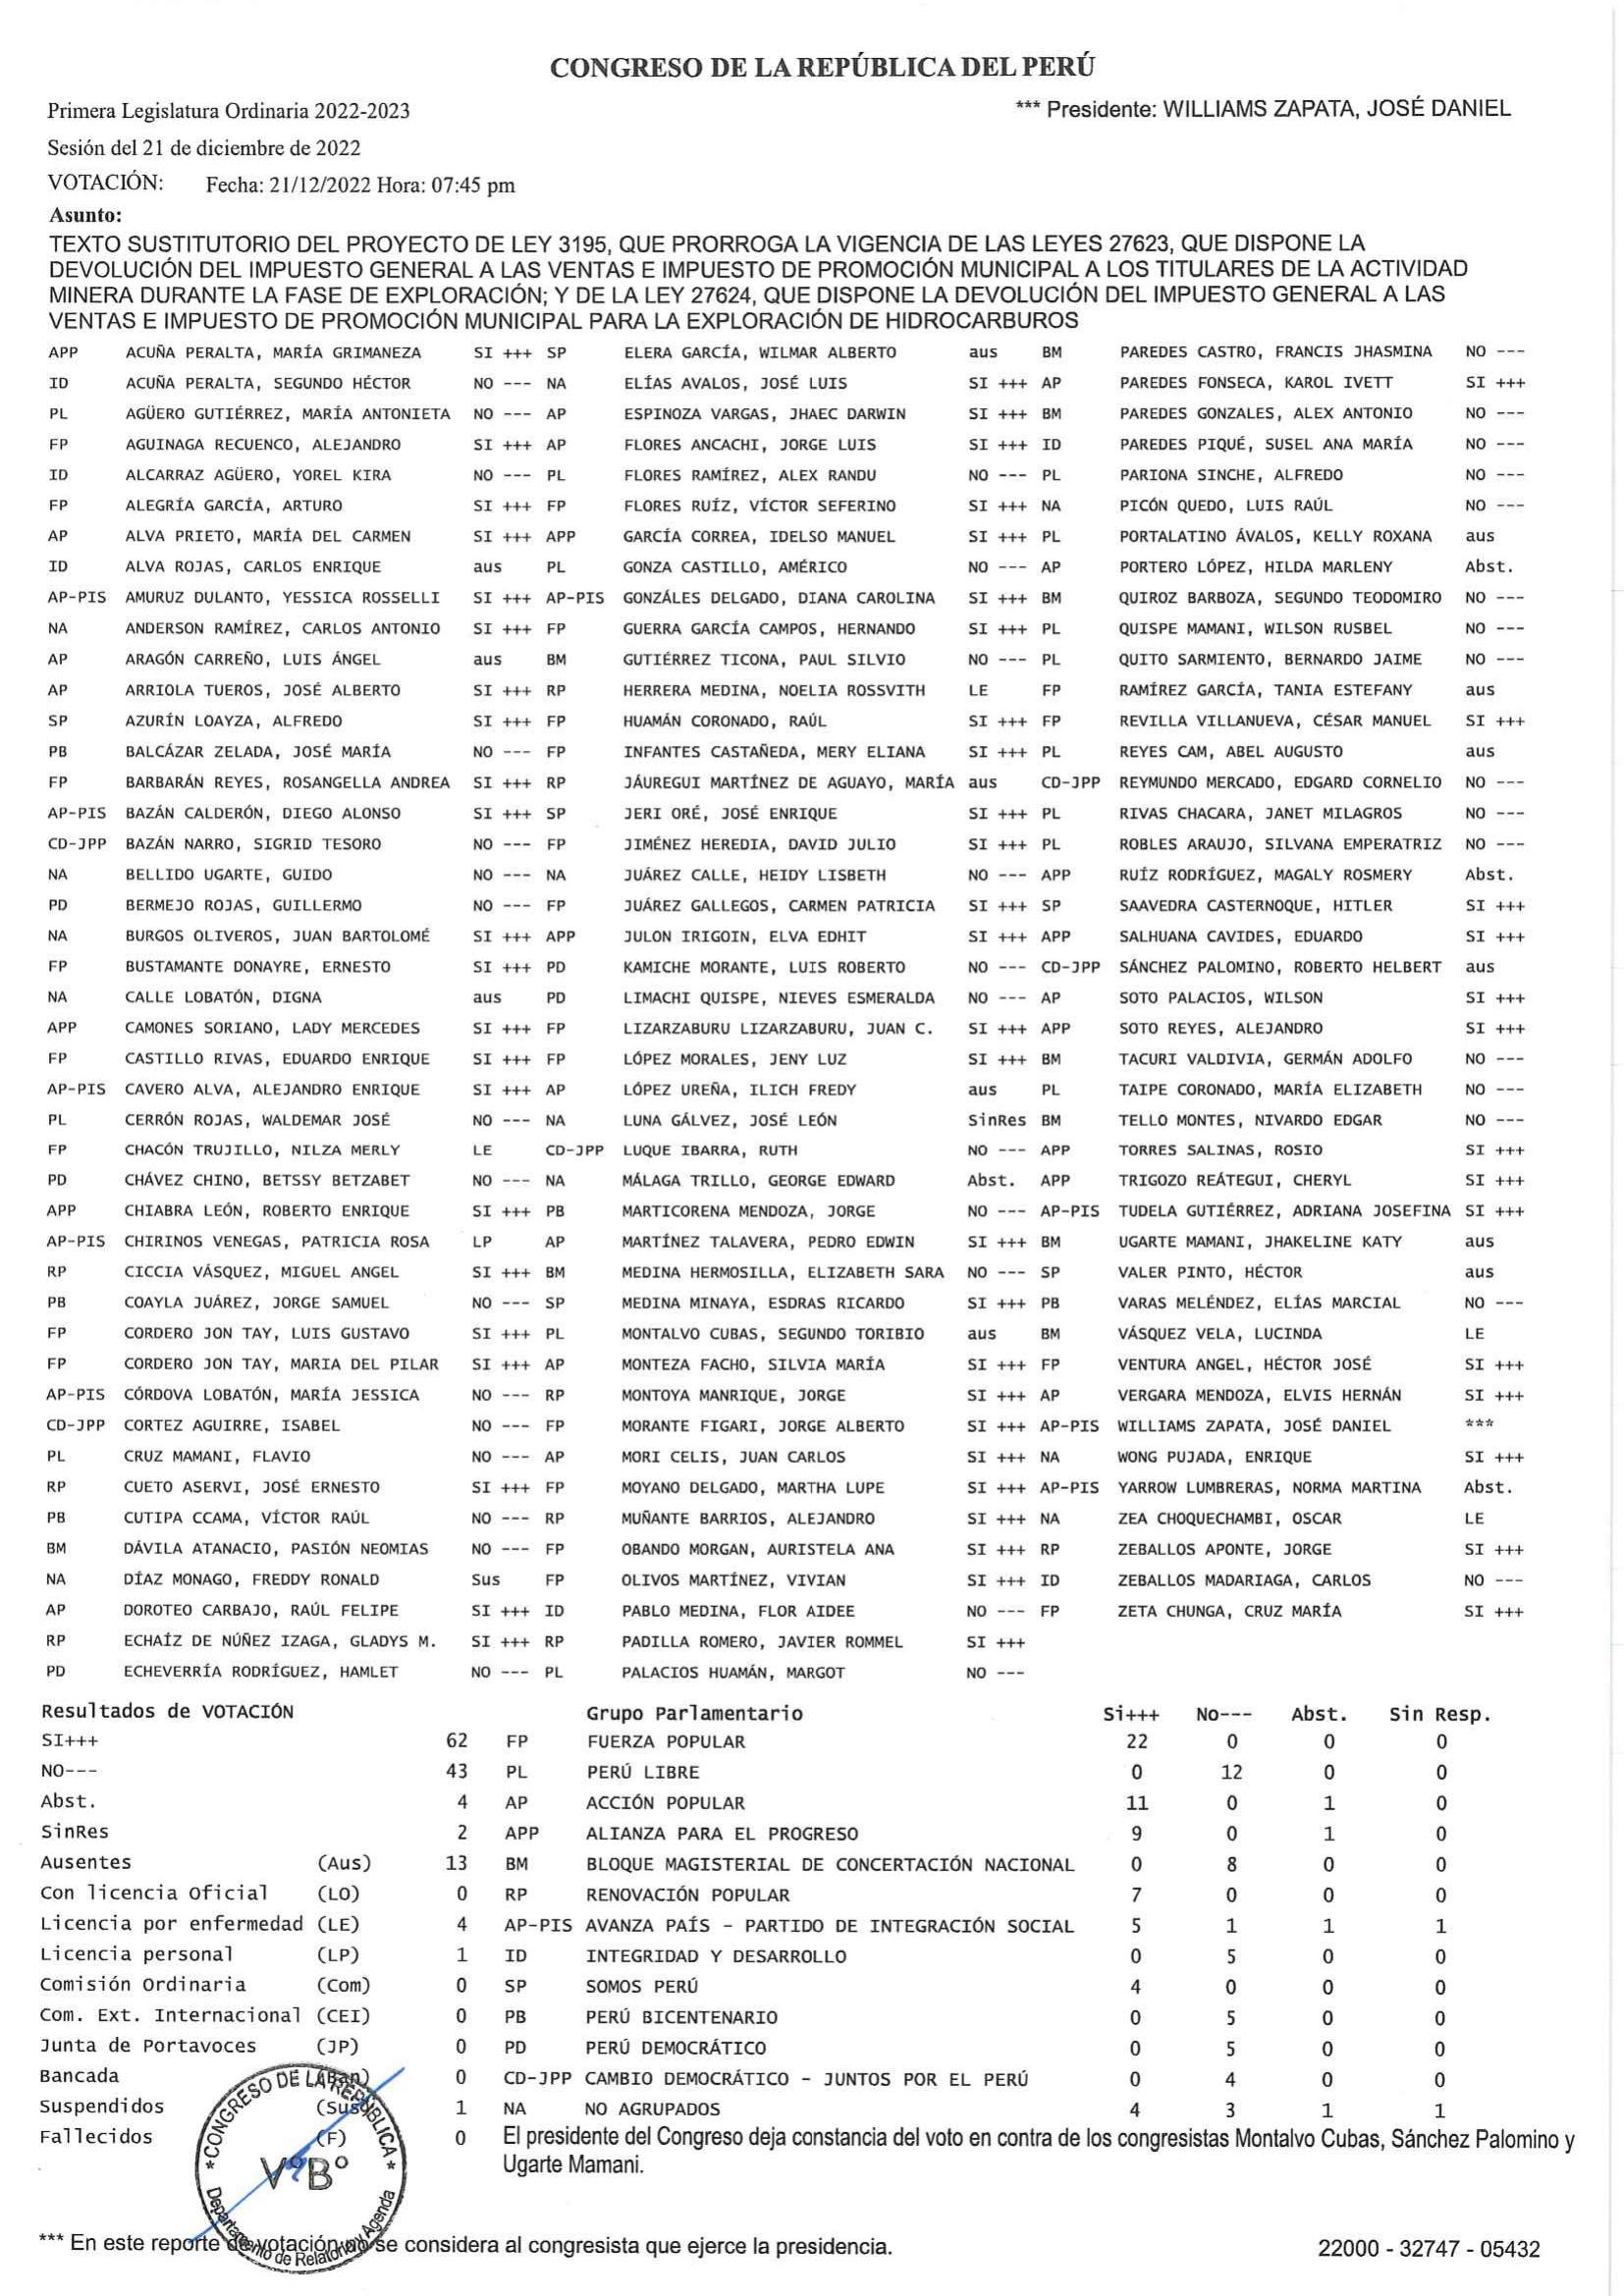 CONGRESO DE LA REPÚBLICA DEL PERÚ
Primera Legislatura Ordinaria 2022-2023 *** Presidente: WILLIAMS ZAPATA, JOSÉ DANIEL
Sesión del 21 de diciembre de 2022
VOTACIÓN: Fecha: 21/12/2022 Hora: 07:45 pm
Asunto:
TEXTO SUSTITUTORIO DEL PROYECTO DE LEY 3195, QUE PRORROGA LA VIGENCIA DE LAS LEYES 27623, QUE DISPONE LA
DEVOLUCIÓN DEL IMPUESTO GENERAL A LAS VENTAS E IMPUESTO DE PROMOCIÓN MUNICIPAL A LOS TITULARES DE LA ACTIVIDAD
MINERA DURANTE LA FASE DE EXPLORACIÓN; Y DE LA LEY 27624, QUE DISPONE LA DEVOLUCIÓN DEL IMPUESTO GENERAL A LAS
VENTAS E IMPUESTO DE PROMOCIÓN MUNICIPAL PARA LA EXPLORACIÓN DE HIDROCARBUROS
APP ACUÑA PERALTA, MARÍA GRIMANEZA SI +++ SP ELERA GARCÍA, WILMAR ALBERTO aus BM PAREDES CASTRO, FRANCIS JHASMINA NO ---
ID ACUÑA PERALTA, SEGUNDO HÉCTOR NO --- NA ELÍAS AVALOS, JOSÉ LUIS SI +++ AP PAREDES FONSECA, KAROL IVETT SI +++
PL AGÜERO GUTIÉRREZ, MARÍA ANTONIETA NO --- AP ESPINOZA VARGAS, JHAEC DARWIN SI +++ BM PAREDES GONZALES, ALEX ANTONIO NO ---
FP AGUINAGA RECUENCO, ALEJANDRO SI +++ AP FLORES ANCACHI, JORGE LUIS SI +++ ID PAREDES PIQUÉ, SUSEL ANA MARÍA NO ---
ID ALCARRAZ AGÜERO, YOREL KIRA NO --- PL FLORES RAMÍREZ, ALEX RANDU NO --- PL PARIONA SINCHE, ALFREDO NO ---
FP ALEGRÍA GARCÍA, ARTURO SI +++ FP FLORES RUÍZ, VÍCTOR SEFERINO SI +++ NA PICÓN QUEDO, LUIS RAÚL NO ---
AP ALVA PRIETO, MARÍA DEL CARMEN SI +++ APP GARCÍA CORREA, IDELSO MANUEL SI +++ PL PORTALATINO ÁVALOS, KELLY ROXANA aus
ID ALVA ROJAS, CARLOS ENRIQUE aus PL GONZA CASTILLO, AMÉRICO NO --- AP PORTERO LÓPEZ, HILDA MARLENY Abst.
AP-PIS AMURUZ DULANTO, YESSICA ROSSELLI SI +++ AP-PIS GONZÁLES DELGADO, DIANA CAROLINA SI +++ BM QUIROZ BARBOZA, SEGUNDO TEODOMIRO NO ---
NA ANDERSON RAMÍREZ, CARLOS ANTONIO SI +++ FP GUERRA GARCÍA CAMPOS, HERNANDO SI +++ PL QUISPE MAMANI, WILSON RUSBEL NO ---
AP ARAGÓN CARREÑO, LUIS ÁNGEL aus BM GUTIÉRREZ TICONA, PAUL SILVIO NO --- PL QUITO SARMIENTO, BERNARDO JAIME NO ---
AP ARRIOLA TUEROS, JOSÉ ALBERTO SI +++ RP HERRERA MEDINA, NOELIA ROSSVITH LE FP RAMÍREZ GARCÍA, TANIA ESTEFANY aus
SP AZURÍN LOAYZA, ALFREDO SI +++ FP HUAMÁN CORONADO, RAÚL SI +++ FP REVILLA VILLANUEVA, CÉSAR MANUEL SI +++
PB BALCÁZAR ZELADA, JOSÉ MARÍA NO --- FP INFANTES CASTAÑEDA, MERY ELIANA SI +++ PL REYES CAM, ABEL AUGUSTO aus
FP BARBARÁN REYES, ROSANGELLA ANDREA SI +++ RP JÁUREGUI MARTÍNEZ DE AGUAYO, MARÍA aus CD-JPP REYMUNDO MERCADO, EDGARD CORNELIO NO ---
AP-PIS BAZÁN CALDERÓN, DIEGO ALONSO SI +++ SP JERI ORÉ, JOSÉ ENRIQUE SI +++ PL RIVAS CHACARA, JANET MILAGROS NO ---
CD-JPP BAZÁN NARRO, SIGRID TESORO NO --- FP JIMÉNEZ HEREDIA, DAVID JULIO SI +++ PL ROBLES ARAUJO, SILVANA EMPERATRIZ NO ---
NA BELLIDO UGARTE, GUIDO NO --- NA JUÁREZ CALLE, HEIDY LISBETH NO --- APP RUÍZ RODRÍGUEZ, MAGALY ROSMERY Abst.
PD BERMEJO ROJAS, GUILLERMO NO --- FP JUÁREZ GALLEGOS, CARMEN PATRICIA SI +++ SP SAAVEDRA CASTERNOQUE, HITLER SI +++
NA BURGOS OLIVEROS, JUAN BARTOLOMÉ SI +++ APP JULON IRIGOIN, ELVA EDHIT SI +++ APP SALHUANA CAVIDES, EDUARDO SI +++
FP BUSTAMANTE DONAYRE, ERNESTO SI +++ PD KAMICHE MORANTE, LUIS ROBERTO NO --- CD-JPP SÁNCHEZ PALOMINO, ROBERTO HELBERT aus
NA CALLE LOBATÓN, DIGNA aus PD LIMACHI QUISPE, NIEVES ESMERALDA NO --- AP SOTO PALACIOS, WILSON SI +++
APP CAMONES SORIANO, LADY MERCEDES SI +++ FP LIZARZABURU LIZARZABURU, JUAN C. SI +++ APP SOTO REYES, ALEJANDRO SI +++
FP CASTILLO RIVAS, EDUARDO ENRIQUE SI +++ FP LÓPEZ MORALES, JENY LUZ SI +++ BM TACURI VALDIVIA, GERMÁN ADOLFO NO ---
AP-PIS CAVERO ALVA, ALEJANDRO ENRIQUE SI +++ AP LÓPEZ UREÑA, ILICH FREDY aus PL TAIPE CORONADO, MARÍA ELIZABETH NO ---
PL CERRÓN ROJAS, WALDEMAR JOSÉ NO --- NA LUNA GÁLVEZ, JOSÉ LEÓN SinRes BM TELLO MONTES, NIVARDO EDGAR NO ---
FP CHACÓN TRUJILLO, NILZA MERLY LE CD-JPP LUQUE IBARRA, RUTH NO --- APP TORRES SALINAS, ROSIO SI +++
PD CHÁVEZ CHINO, BETSSY BETZABET NO --- NA MÁLAGA TRILLO, GEORGE EDWARD Abst. APP TRIGOZO REÁTEGUI, CHERYL SI +++
APP CHIABRA LEÓN, ROBERTO ENRIQUE SI +++ PB MARTICORENA MENDOZA, JORGE NO --- AP-PIS TUDELA GUTIÉRREZ, ADRIANA JOSEFINA SI +++
AP-PIS CHIRINOS VENEGAS, PATRICIA ROSA LP AP MARTÍNEZ TALAVERA, PEDRO EDWIN SI +++ BM UGARTE MAMANI, JHAKELINE KATY aus
RP CICCIA VÁSQUEZ, MIGUEL ANGEL SI +++ BM MEDINA HERMOSILLA, ELIZABETH SARA NO --- SP VALER PINTO, HÉCTOR aus
PB COAYLA JUÁREZ, JORGE SAMUEL NO --- SP MEDINA MINAYA, ESDRAS RICARDO SI +++ PB VARAS MELÉNDEZ, ELÍAS MARCIAL NO ---
FP CORDERO JON TAY, LUIS GUSTAVO SI +++ PL MONTALVO CUBAS, SEGUNDO TORIBIO aus BM VÁSQUEZ VELA, LUCINDA LE
FP CORDERO JON TAY, MARIA DEL PILAR SI +++ AP MONTEZA FACHO, SILVIA MARÍA SI +++ FP VENTURA ANGEL, HÉCTOR JOSÉ SI +++
AP-PIS CÓRDOVA LOBATÓN, MARÍA JESSICA NO --- RP MONTOYA MANRIQUE, JORGE SI +++ AP VERGARA MENDOZA, ELVIS HERNÁN SI +++
CD-JPP CORTEZ AGUIRRE, ISABEL NO --- FP MORANTE FIGARI, JORGE ALBERTO SI +++ AP-PIS WILLIAMS ZAPATA, JOSÉ DANIEL ***
PL CRUZ MAMANI, FLAVIO NO --- AP MORI CELIS, JUAN CARLOS SI +++ NA WONG PUJADA, ENRIQUE SI +++
RP CUETO ASERVI, JOSÉ ERNESTO SI +++ FP MOYANO DELGADO, MARTHA LUPE SI +++ AP-PIS YARROW LUMBRERAS, NORMA MARTINA Abst.
PB CUTIPA CCAMA, VÍCTOR RAÚL NO --- RP MUÑANTE BARRIOS, ALEJANDRO SI +++ NA ZEA CHOQUECHAMBI, OSCAR LE
BM DÁVILA ATANACIO, PASIÓN NEOMIAS NO --- FP OBANDO MORGAN, AURISTELA ANA SI +++ RP ZEBALLOS APONTE, JORGE SI +++
NA DÍAZ MONAGO, FREDDY RONALD Sus FP OLIVOS MARTÍNEZ, VIVIAN SI +++ ID ZEBALLOS MADARIAGA, CARLOS NO ---
AP DOROTEO CARBAJO, RAÚL FELIPE SI +++ ID PABLO MEDINA, FLOR AIDEE NO --- FP ZETA CHUNGA, CRUZ MARÍA SI +++
RP ECHAÍZ DE NÚÑEZ IZAGA, GLADYS M. SI +++ RP PADILLA ROMERO, JAVIER ROMMEL SI +++
PD ECHEVERRÍA RODRÍGUEZ, HAMLET NO --- PL PALACIOS HUAMÁN, MARGOT NO ---
Resultados de VOTACIÓN Grupo Parlamentario Si+++ No--- Abst. Sin Resp.
SI+++ 62 FP FUERZA POPULAR 22 0 0 0
NO--- 43 PL PERÚ LIBRE 0 12 0 0
Abst. 4 AP ACCIÓN POPULAR 11 0 1 0
SinRes 2 APP ALIANZA PARA EL PROGRESO 9 0 1 0
Ausentes (Aus) 13 BM BLOQUE MAGISTERIAL DE CONCERTACIÓN NACIONAL 0 8 0 0
Con licencia Oficial (LO) 0 RP RENOVACIÓN POPULAR 7 0 0 0
Licencia por enfermedad (LE) 4 AP-PIS AVANZA PAÍS - PARTIDO DE INTEGRACIÓN SOCIAL 5 1 1 1
Licencia personal (LP) 1 ID INTEGRIDAD Y DESARROLLO 0 5 0 0
Comisión Ordinaria (Com) 0 SP SOMOS PERÚ 4 0 0 0
Com. Ext. Internacional (CEI) 0 PB PERÚ BICENTENARIO 0 5 0 0
Junta de Portavoces (JP) 0 PD PERÚ DEMOCRÁTICO 0 5 0 0
Bancada (Ban) 0 CD-JPP CAMBIO DEMOCRÁTICO - JUNTOS POR EL PERÚ 0 4 0 0
Suspendidos (Sus) 1 NA NO AGRUPADOS 4 3 1 1
Fallecidos (F) 0 El presidente del Congreso deja constancia del voto en contra de los congresistas Montalvo Cubas, Sánchez Palomino y
Ugarte Mamani.
* CONGRESO DE LA REPÚBLICA *
V°B°
Departamento de Relatoría y Agenda
*** En este reporte de votación no se considera al congresista que ejerce la presidencia.
22000 - 32747 - 05432